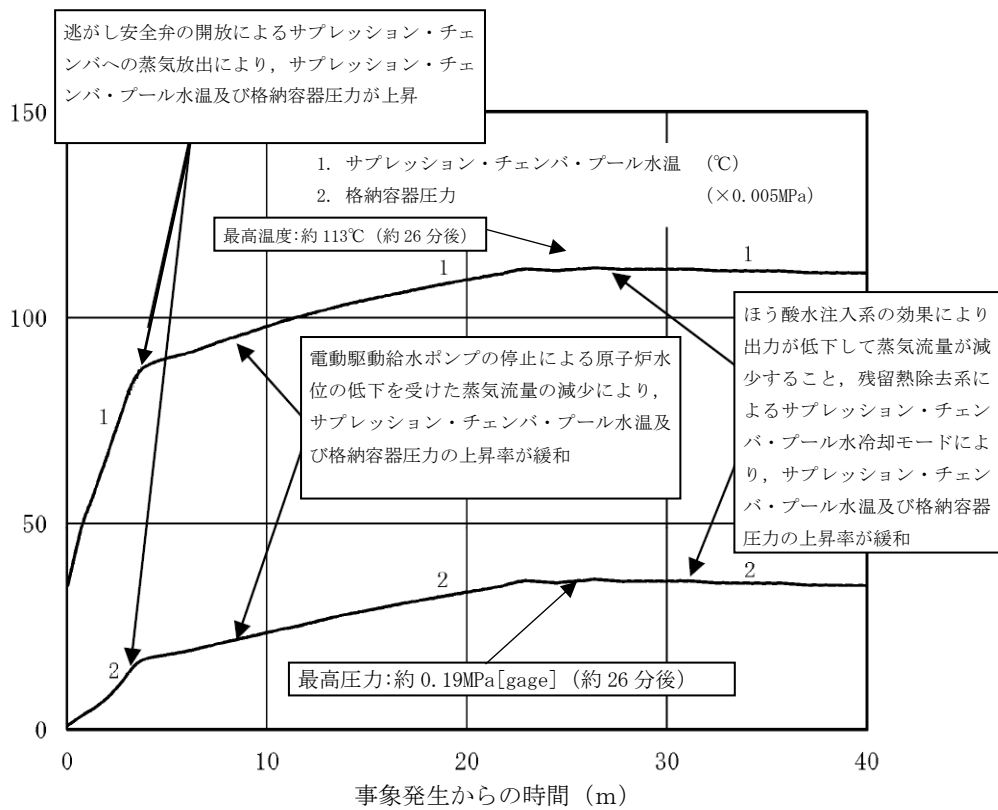 逃がし安全弁の開放によるサプレッション・チェ
ンバへの蒸気放出により，サプレッション・チェ
ンバ・プール水温及び格納容器圧力が上昇
150
1. サプレッション・チェンバ・プール水温 (℃)
2. 格納容器圧力 (×0.005MPa)
最高温度:約 113℃ (約 26 分後)
1
1
100
ほう酸水注入系の効果により
出力が低下して蒸気流量が減
少すること，残留熱除去系に
よるサプレッション・チェン
バ・プール水冷却モードによ
り，サプレッション・チェン
バ・プール水温及び格納容器
圧力の上昇率が緩和
電動駆動給水ポンプの停止による原子炉水
位の低下を受けた蒸気流量の減少により，
サプレッション・チェンバ・プール水温及
び格納容器圧力の上昇率が緩和
1
50
2
2
2
最高圧力:約 0.19MPa[gage] (約 26 分後)
0
0
10
20
30
40
事象発生からの時間 (m)